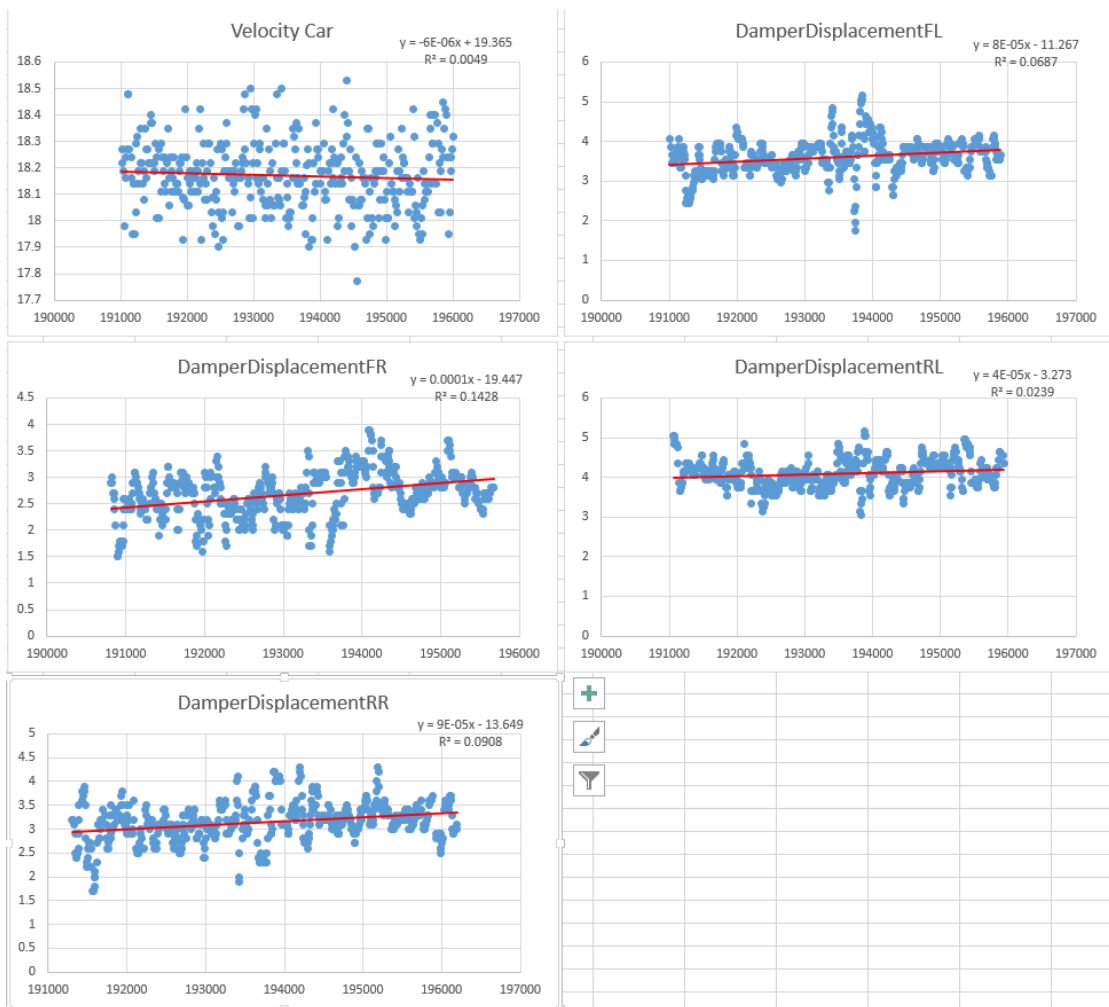 Velocity Car
y = -6E-06x + 19.365
R² = 0.0049
18.6
18.5
18.4
18.3
18.2
18.1
18
17.9
17.8
17.7
190000 191000 192000 193000 194000 195000 196000 197000
DamperDisplacementFL
y = 8E-05x - 11.267
R² = 0.0687
6
5
4
3
2
1
0
190000 191000 192000 193000 194000 195000 196000 197000
DamperDisplacementFR
y = 0.0001x - 19.447
R² = 0.1428
4.5
4
3.5
3
2.5
2
1.5
1
0.5
0
190000 191000 192000 193000 194000 195000 196000
DamperDisplacementRL
y = 4E-05x - 3.273
R² = 0.0239
6
5
4
3
2
1
0
190000 191000 192000 193000 194000 195000 196000 197000
DamperDisplacementRR
y = 9E-05x - 13.649
R² = 0.0908
5
4.5
4
3.5
3
2.5
2
1.5
1
0.5
0
191000 192000 193000 194000 195000 196000 197000